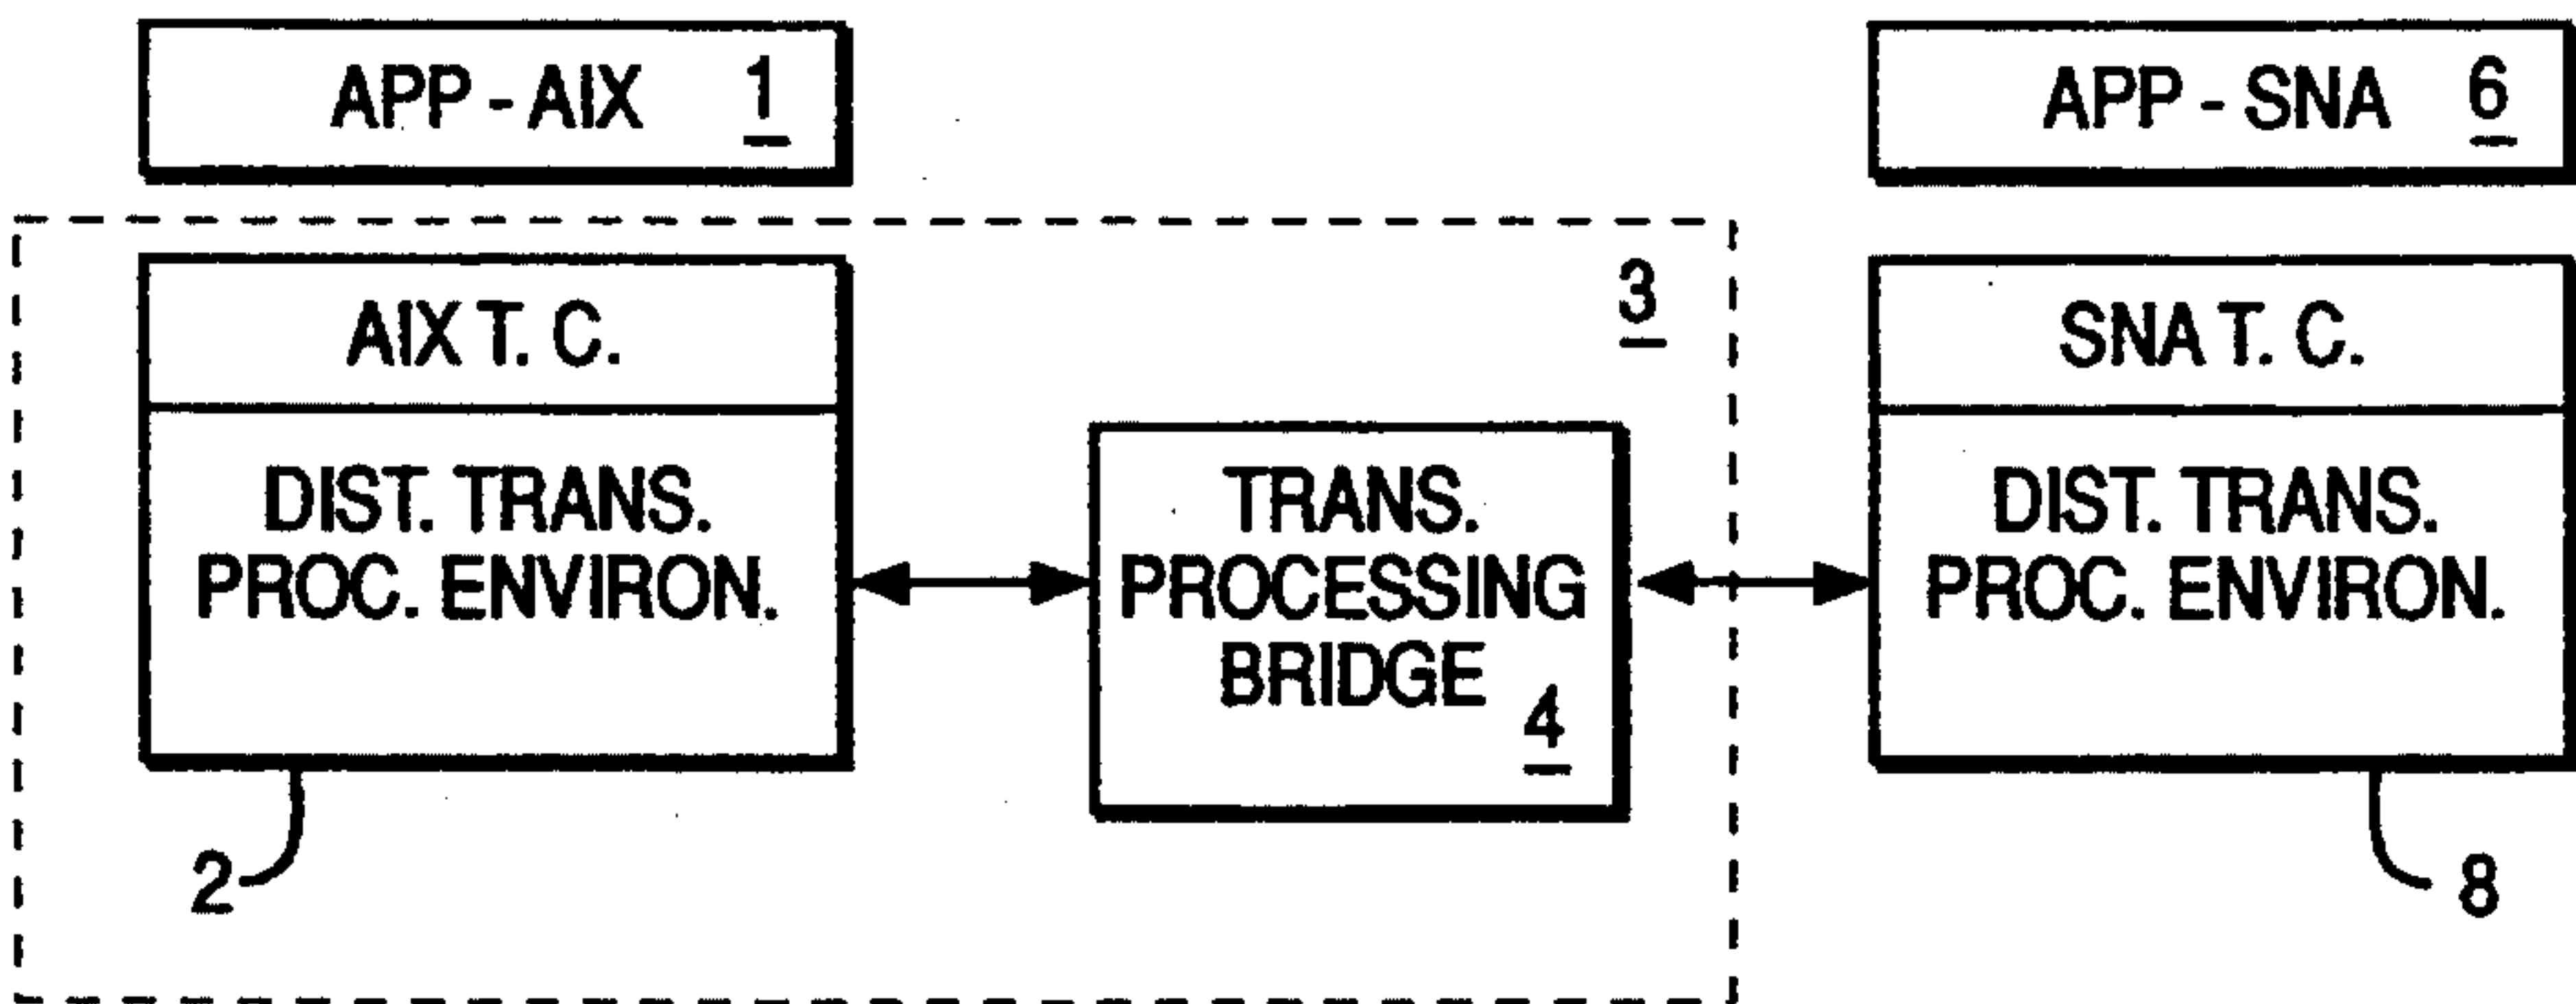 APP - AIX 1
APP - SNA 6
3
AIX T. C.
DIST. TRANS.
PROC. ENVIRON.
2
TRANS.
PROCESSING
BRIDGE
4
SNA T. C.
DIST. TRANS.
PROC. ENVIRON.
8